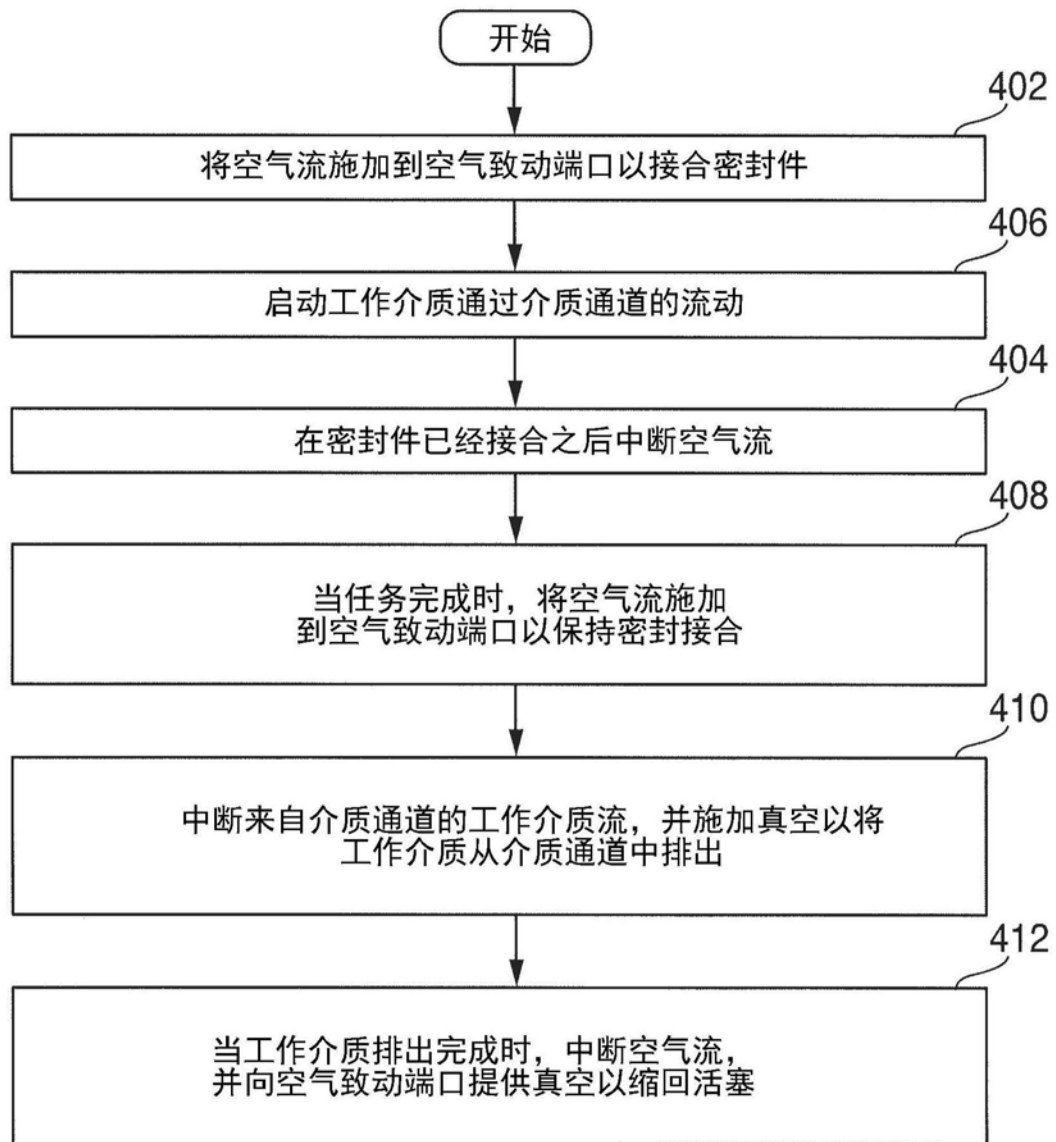 开始
402
将空气流施加到空气致动端口以接合密封件
406
启动工作介质通过介质通道的流动
404
在密封件已经接合之后中断空气流
408
当任务完成时，将空气流施加
到空气致动端口以保持密封接合
410
中断来自介质通道的工作介质流，并施加真空以将
工作介质从介质通道中排出
412
当工作介质排出完成时，中断空气流，
并向空气致动端口提供真空以缩回活塞